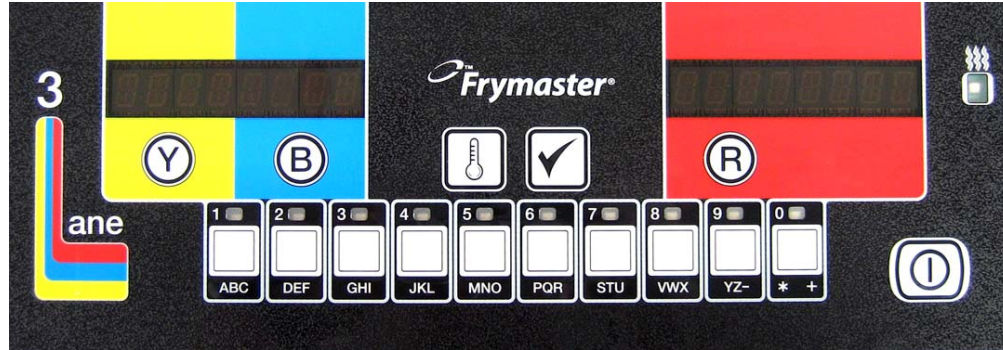 3 Lane
™Frymaster®
Y
B
R
1
2
3
4
5
6
7
8
9
0
ABC
DEF
GHI
JKL
MNO
PQR
STU
VWX
YZ-
* +